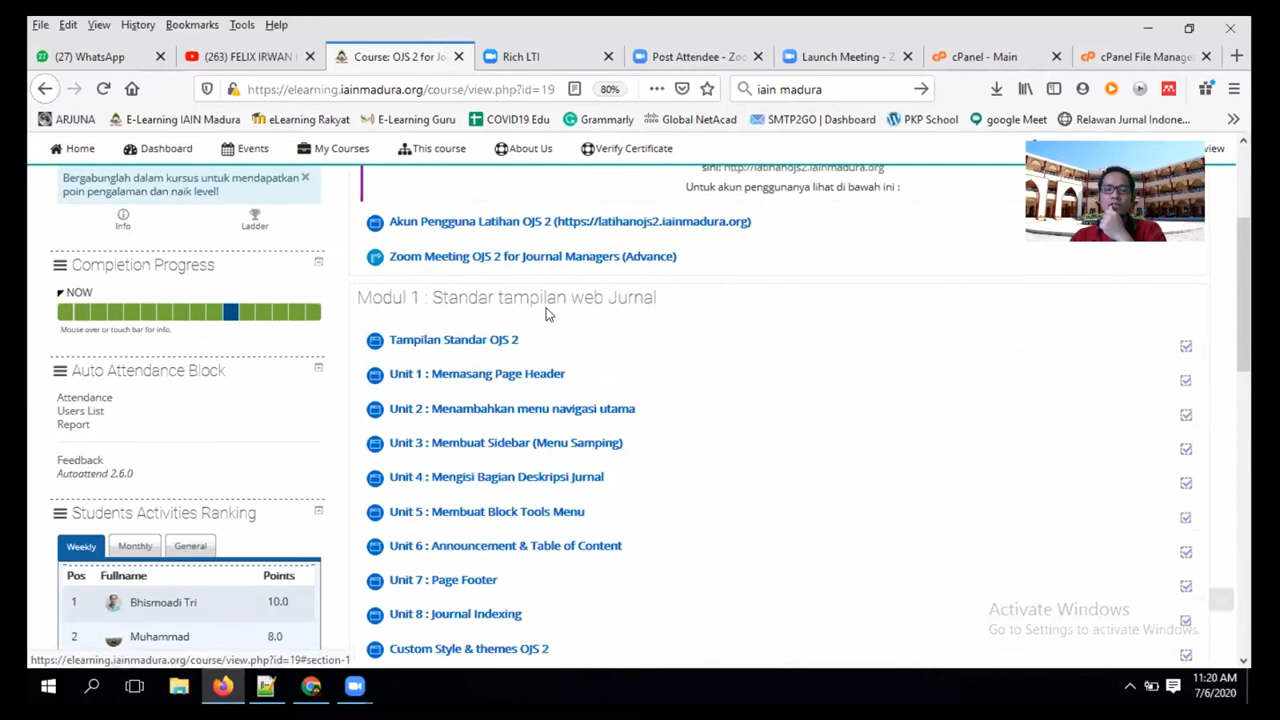 File Edit View History Bookmarks Tools Help
(27) WhatsApp
(263) FELIX IRWAN
Course: OJS 2 for Jo
Rich LTI
Post Attendee - Zoo
Launch Meeting - Z
cPanel - Main
cPanel File Manage
https://elearning.iainmadura.org/course/view.php?id=19
80%
iain madura
ARJUNA
E-Learning IAIN Madura
eLearning Rakyat
E-Learning Guru
COVID19 Edu
Grammarly
Global NetAcad
SMTP2GO | Dashboard
PKP School
google Meet
Relawan Jurnal Indone...
Home
Dashboard
Events
My Courses
This course
About Us
Verify Certificate
view
Bergabunglah dalam kursus untuk mendapatkan
poin pengalaman dan naik level!
Info
Ladder
Completion Progress
NOW
Mouse over or touch bar for info.
Auto Attendance Block
Attendance
Users List
Report
Feedback
Autoattend 2.6.0
Students Activities Ranking
Weekly Monthly General
Pos Fullname Points
1 Bhismoadi Tri 10.0
2 Muhammad 8.0
sini: http://latihanojs2.iainmadura.org
Untuk akun penggunanya lihat di bawah ini :
Akun Pengguna Latihan OJS 2 (https://latihanojs2.iainmadura.org)
Zoom Meeting OJS 2 for Journal Managers (Advance)
Modul 1 : Standar tampilan web Jurnal
Tampilan Standar OJS 2
Unit 1 : Memasang Page Header
Unit 2 : Menambahkan menu navigasi utama
Unit 3 : Membuat Sidebar (Menu Samping)
Unit 4 : Mengisi Bagian Deskripsi Jurnal
Unit 5 : Membuat Block Tools Menu
Unit 6 : Announcement & Table of Content
Unit 7 : Page Footer
Unit 8 : Journal Indexing
Custom Style & themes OJS 2
Activate Windows
Go to Settings to activate Windows.
https://elearning.iainmadura.org/course/view.php?id=19#section-1
11:20 AM
7/6/2020